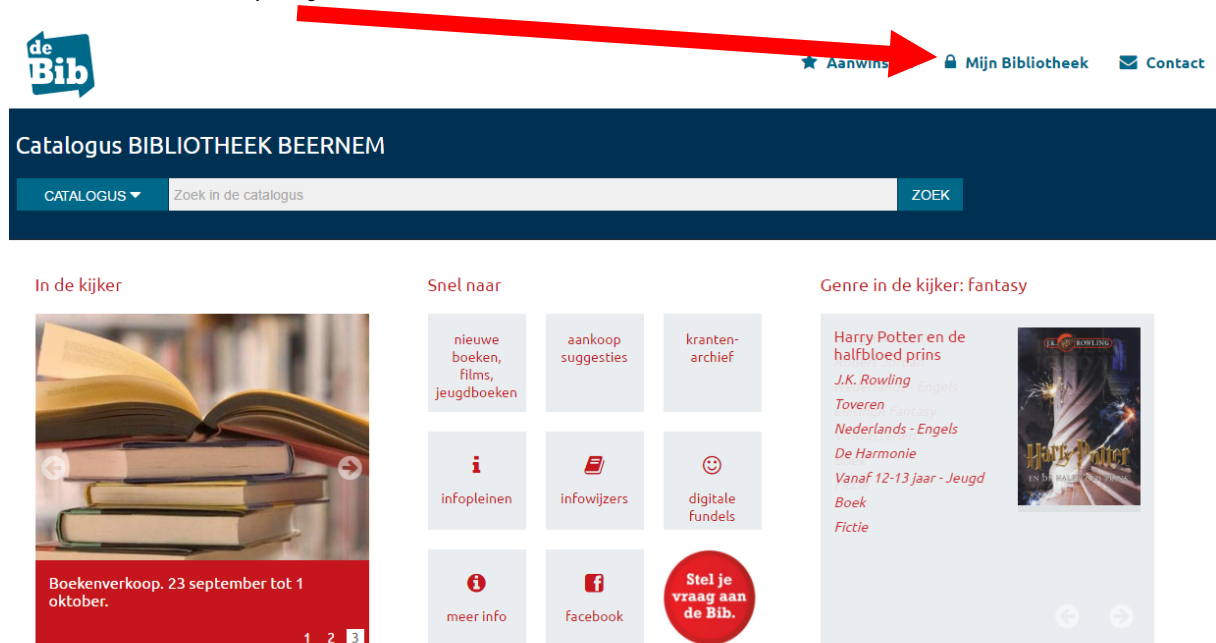 de
Bib
Mijn Bibliotheek
Contact
Catalogus BIBLIOTHEEK BEERNEM
CATALOGUS
Zoek in de catalogus
ZOEK
In de kijker
Boekenverkoop. 23 september tot 1
oktober.
1 2 3
Snel naar
nieuwe
boeken,
films,
jeugdboeken
aankoop
suggesties
kranten-
archief
infopleinen
infowijzers
digitale
fundels
meer info
facebook
Stel je
vraag aan
de Bib.
Genre in de kijker: fantasy
Harry Potter en de
halfbloed prins
J.K. Rowling
Toveren
Nederlands - Engels
De Harmonie
Vanaf 12-13 jaar - Jeugd
Boek
Fictie
J.K. ROWLING
Harry Potter